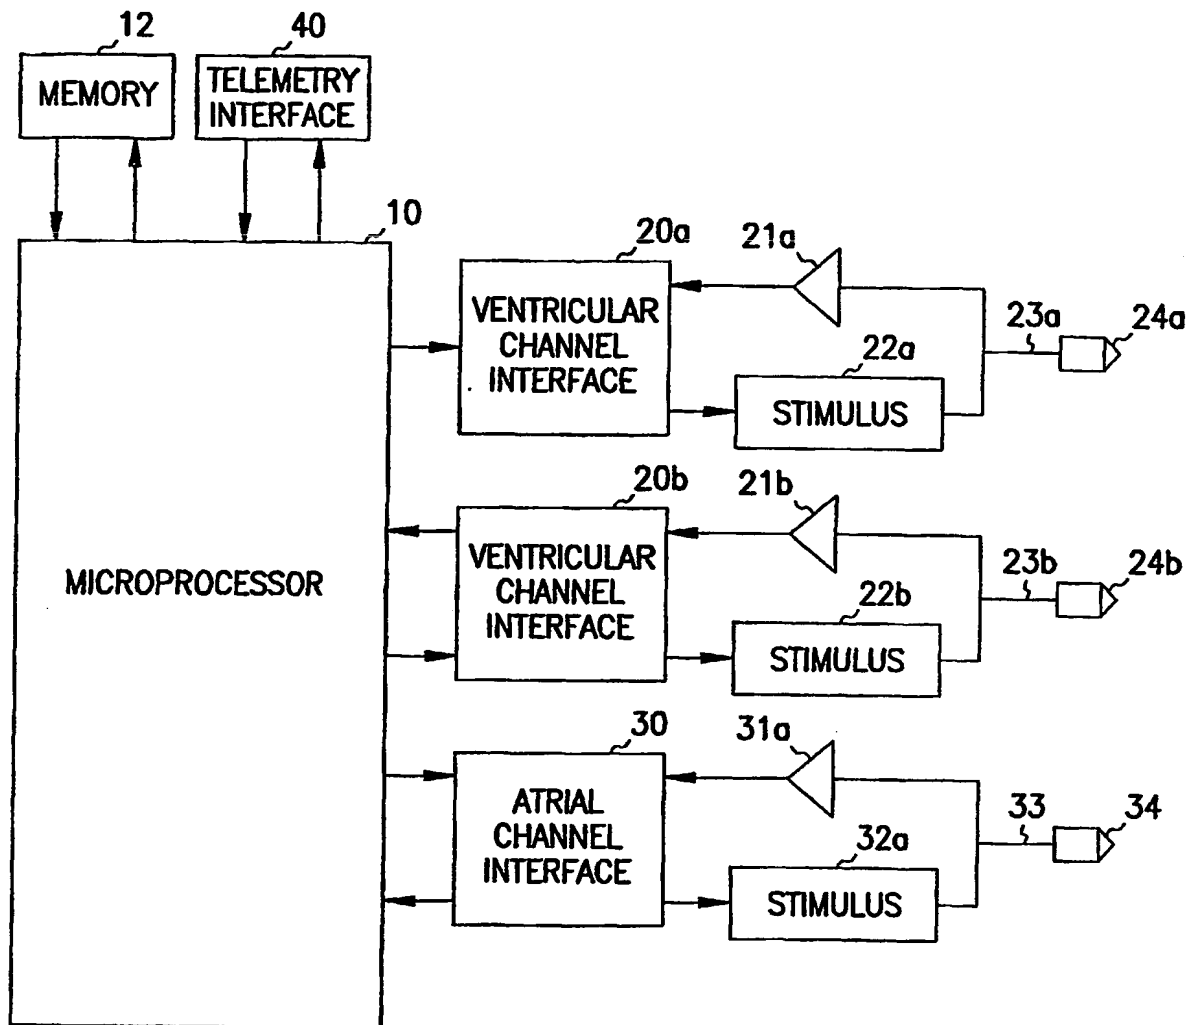 12
40
MEMORY
TELEMETRY
INTERFACE
10
20a
21a
VENTRICULAR
CHANNEL
INTERFACE
23a
24a
22a
STIMULUS
20b
21b
VENTRICULAR
CHANNEL
INTERFACE
23b
24b
22b
STIMULUS
MICROPROCESSOR
30
31a
ATRIAL
CHANNEL
INTERFACE
33
34
32a
STIMULUS